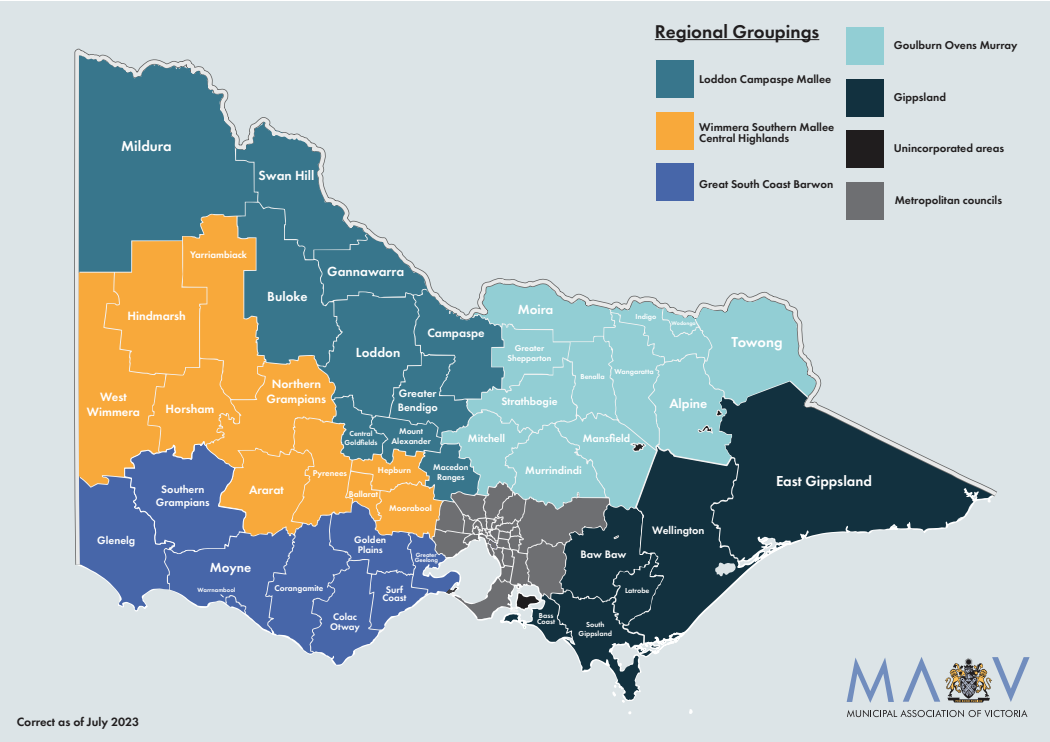 Regional Groupings
Loddon Campaspe Mallee
Wimmera Southern Mallee
Central Highlands
Great South Coast Barwon
Goulburn Ovens Murray
Gippsland
Unincorporated areas
Metropolitan councils
Mildura
Swan Hill
Yarriambiack
Gannawarra
Buloke
Hindmarsh
Moira
Indigo
Wodonga
Campaspe
Towong
Loddon
Greater
Shepparton
Benalla
Wangaratta
Northern
Grampians
West
Wimmera
Horsham
Greater
Bendigo
Strathbogie
Alpine
Central
Goldfields
Mount
Alexander
Mitchell
Mansfield
Macedon
Ranges
Murrindindi
Pyrenees
Hepburn
Ararat
Ballarat
Moorabool
Southern
Grampians
East Gippsland
Wellington
Glenelg
Golden
Plains
Greater
Geelong
Baw Baw
Moyne
Warrnambool
Corangamite
Surf
Coast
Latrobe
Colac
Otway
Bass
Coast
South
Gippsland
MAV
MUNICIPAL ASSOCIATION OF VICTORIA
Correct as of July 2023